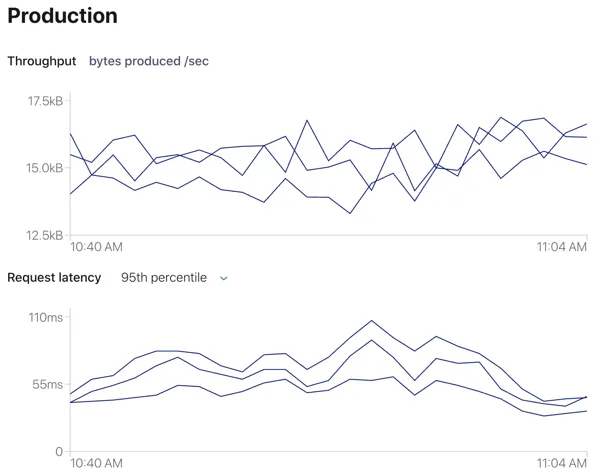 Production
Throughput bytes produced /sec
17.5kB
15.0kB
12.5kB
10:40 AM 11:04 AM
Request latency 95th percentile
110ms
55ms
0
10:40 AM 11:04 AM